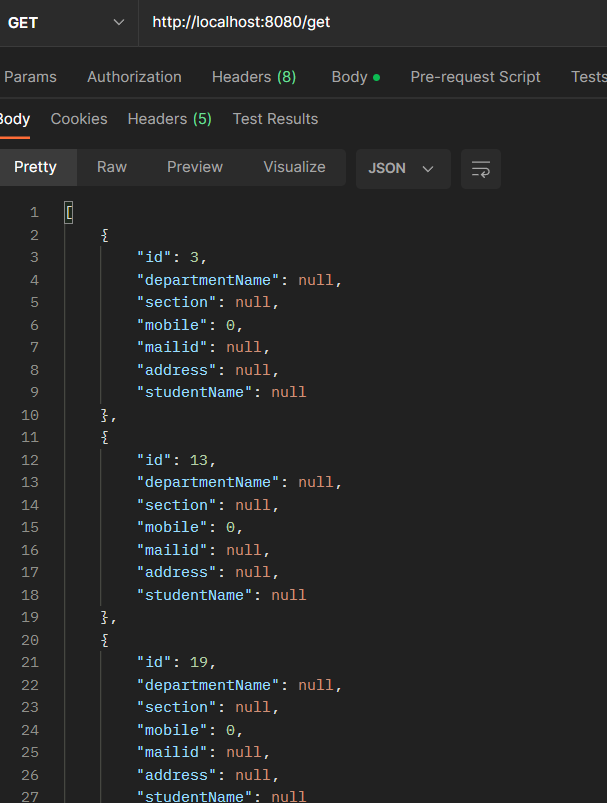 GET http://localhost:8080/get
Params Authorization Headers (8) Body Pre-request Script Tests
Body Cookies Headers (5) Test Results
Pretty Raw Preview Visualize JSON
1 [
2 {
3 "id": 3,
4 "departmentName": null,
5 "section": null,
6 "mobile": 0,
7 "mailid": null,
8 "address": null,
9 "studentName": null
10 },
11 {
12 "id": 13,
13 "departmentName": null,
14 "section": null,
15 "mobile": 0,
16 "mailid": null,
17 "address": null,
18 "studentName": null
19 },
20 {
21 "id": 19,
22 "departmentName": null,
23 "section": null,
24 "mobile": 0,
25 "mailid": null,
26 "address": null,
27 "studentName": null